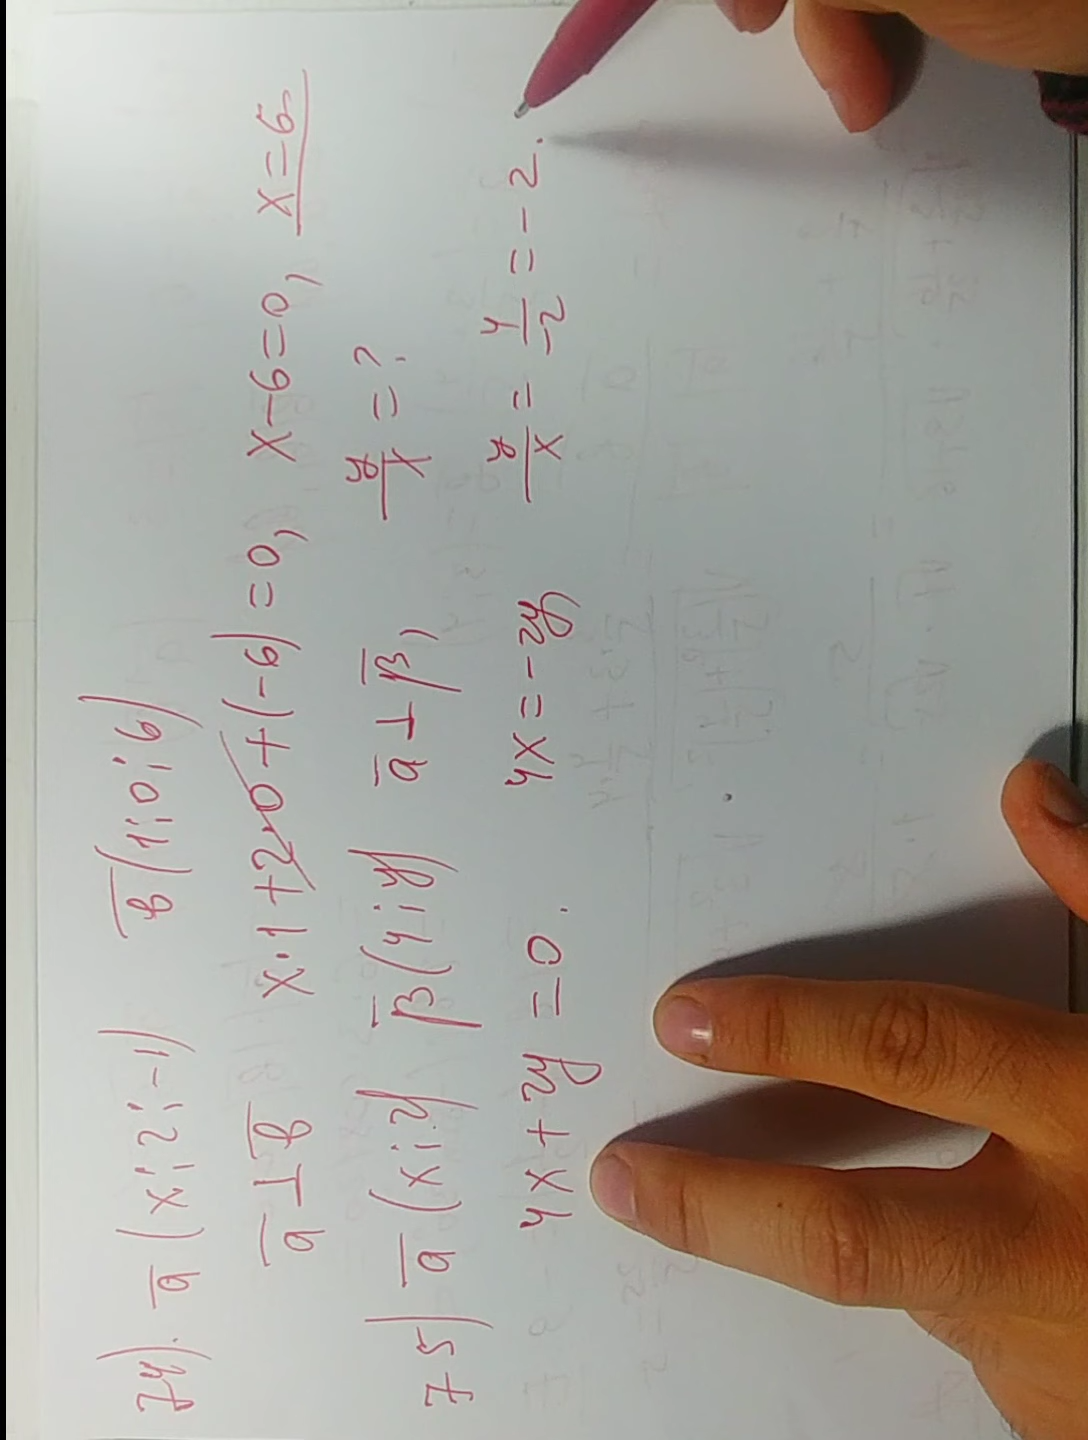 74). a̅ (x; 2; -1)    b̅ (1; 0; 6)
a̅ ⊥ b̅    x·1 + 2·0 + (-6) = 0,    x - 6 = 0,    x = 6
75) a̅ (x; 2)    β̅ (4; y)    a̅ ⊥ β̅,    y/x = ?
4x + 2y = 0.    4x = -2y,    y/x = 4/-2 = -2.